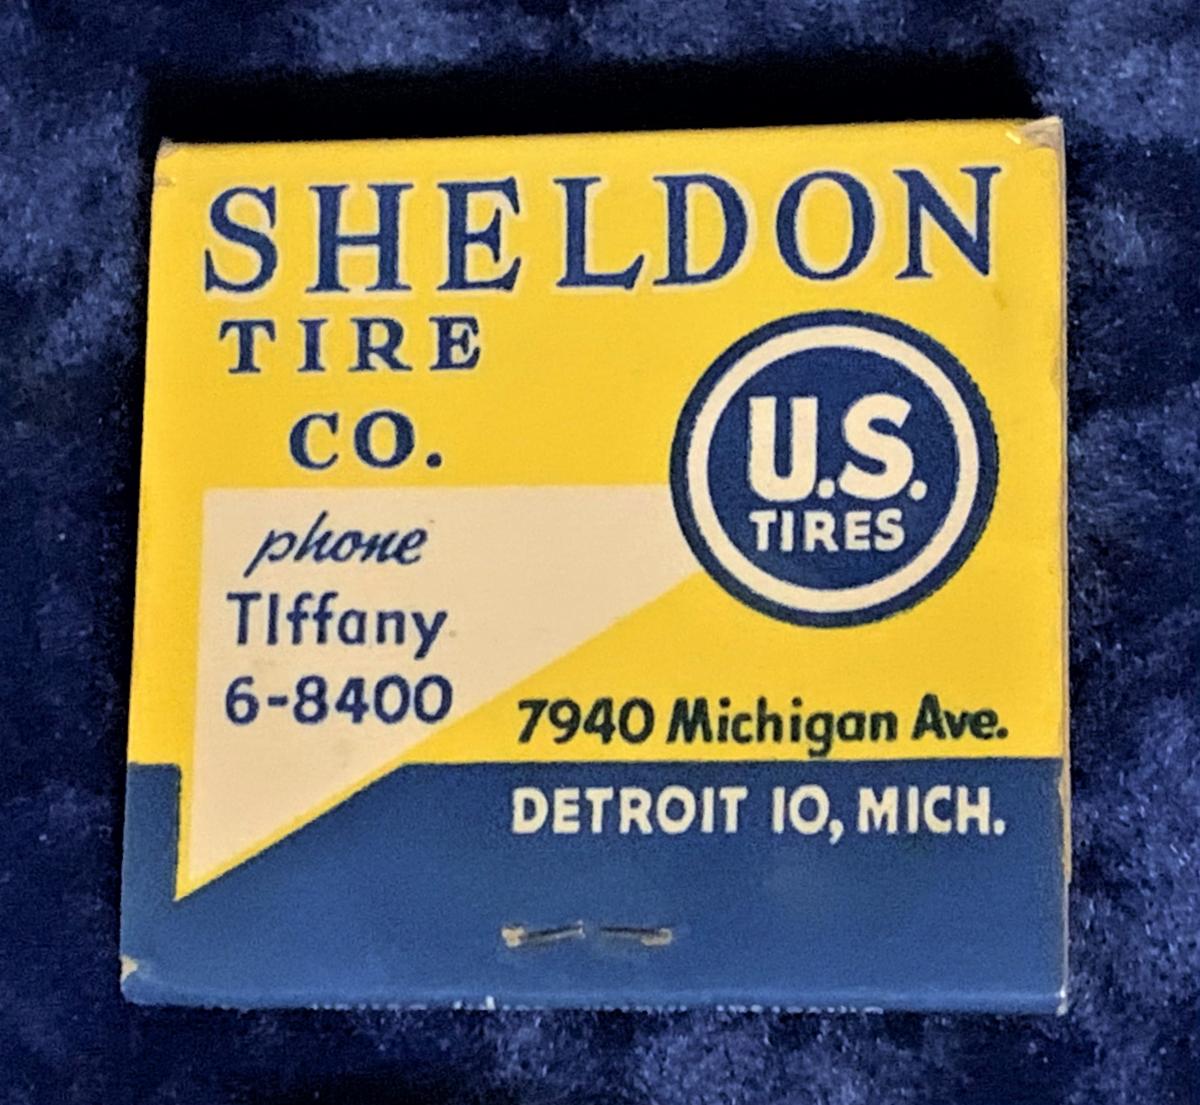 SHELDON
TIRE
CO.
U.S.
TIRES
phone
TIffany
6-8400
7940 Michigan Ave.
DETROIT 10, MICH.